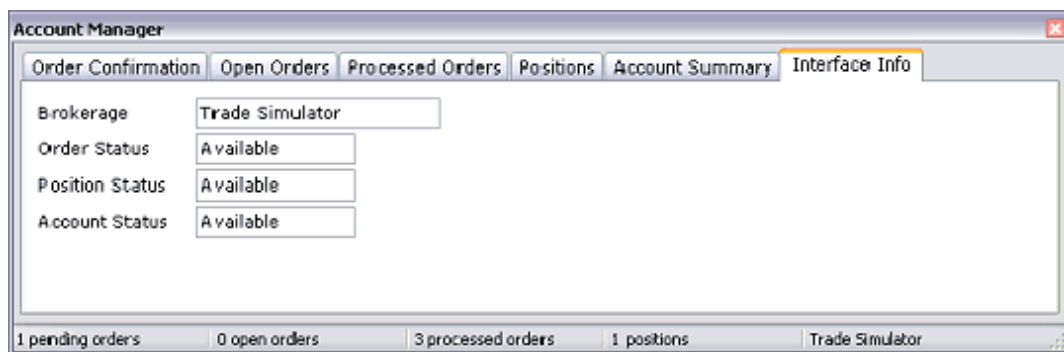 Account Manager
Order Confirmation Open Orders Processed Orders Positions Account Summary Interface Info
Brokerage Trade Simulator
Order Status Available
Position Status Available
Account Status Available
1 pending orders 0 open orders 3 processed orders 1 positions Trade Simulator